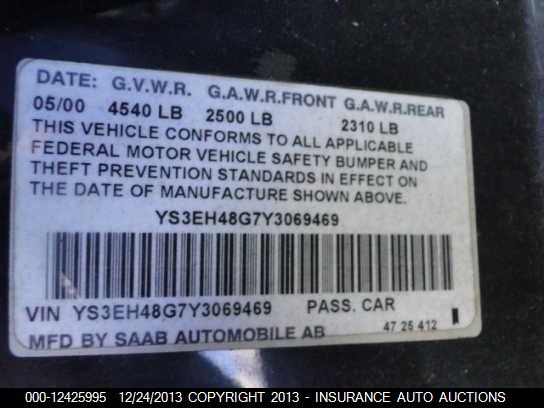 DATE: G.V.W.R. G.A.W.R.FRONT G.A.W.R.REAR
05/00 4540 LB 2500 LB 2310 LB
THIS VEHICLE CONFORMS TO ALL APPLICABLE
FEDERAL MOTOR VEHICLE SAFETY BUMPER AND
THEFT PREVENTION STANDARDS IN EFFECT ON
THE DATE OF MANUFACTURE SHOWN ABOVE.
YS3EH48G7Y3069469
VIN YS3EH48G7Y3069469 PASS. CAR
MFD BY SAAB AUTOMOBILE AB 47 25 412
000-12425995 12/24/2013 COPYRIGHT 2013 - INSURANCE AUTO AUCTIONS